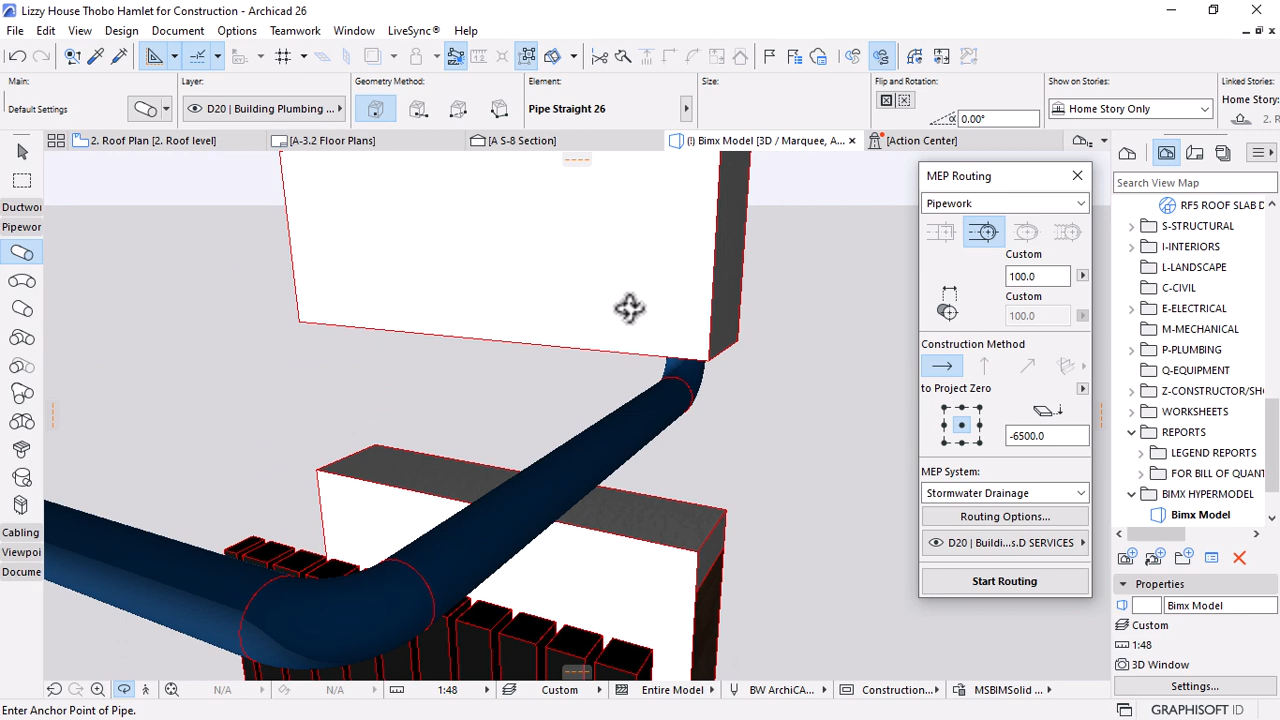 Lizzy House Thobo Hamlet for Construction - Archicad 26
File Edit View Design Document Options Teamwork Window LiveSync® Help
Main:
Default Settings
Layer:
D20 | Building Plumbing ...
Geometry Method:
Element:
Pipe Straight 26
Size:
Flip and Rotation:
0.00°
Show on Stories:
Home Story Only
Linked Stories:
Home Story:
2. R
2. Roof Plan [2. Roof level]
[A-3.2 Floor Plans]
[A S-8 Section]
(!) Bimx Model [3D / Marquee, A...
[Action Center]
Ductwo
Pipewor
Cabling
Viewpoi
Docume
MEP Routing
Pipework
Custom
100.0
Custom
100.0
Construction Method
to Project Zero
-6500.0
MEP System:
Stormwater Drainage
Routing Options...
D20 | Buildi...s.D SERVICES
Start Routing
Search View Map
RF5 ROOF SLAB D
S-STRUCTURAL
I-INTERIORS
L-LANDSCAPE
C-CIVIL
E-ELECTRICAL
M-MECHANICAL
P-PLUMBING
Q-EQUIPMENT
Z-CONSTRUCTOR/SH
WORKSHEETS
REPORTS
LEGEND REPORTS
FOR BILL OF QUANT
BIMX HYPERMODEL
Bimx Model
Properties
Bimx Model
Custom
1:48
3D Window
Settings...
N/A
N/A
1:48
Custom
Entire Model
BW ArchiCA...
Construction...
MSBIMSolid ...
Enter Anchor Point of Pipe.
GRAPHISOFT ID